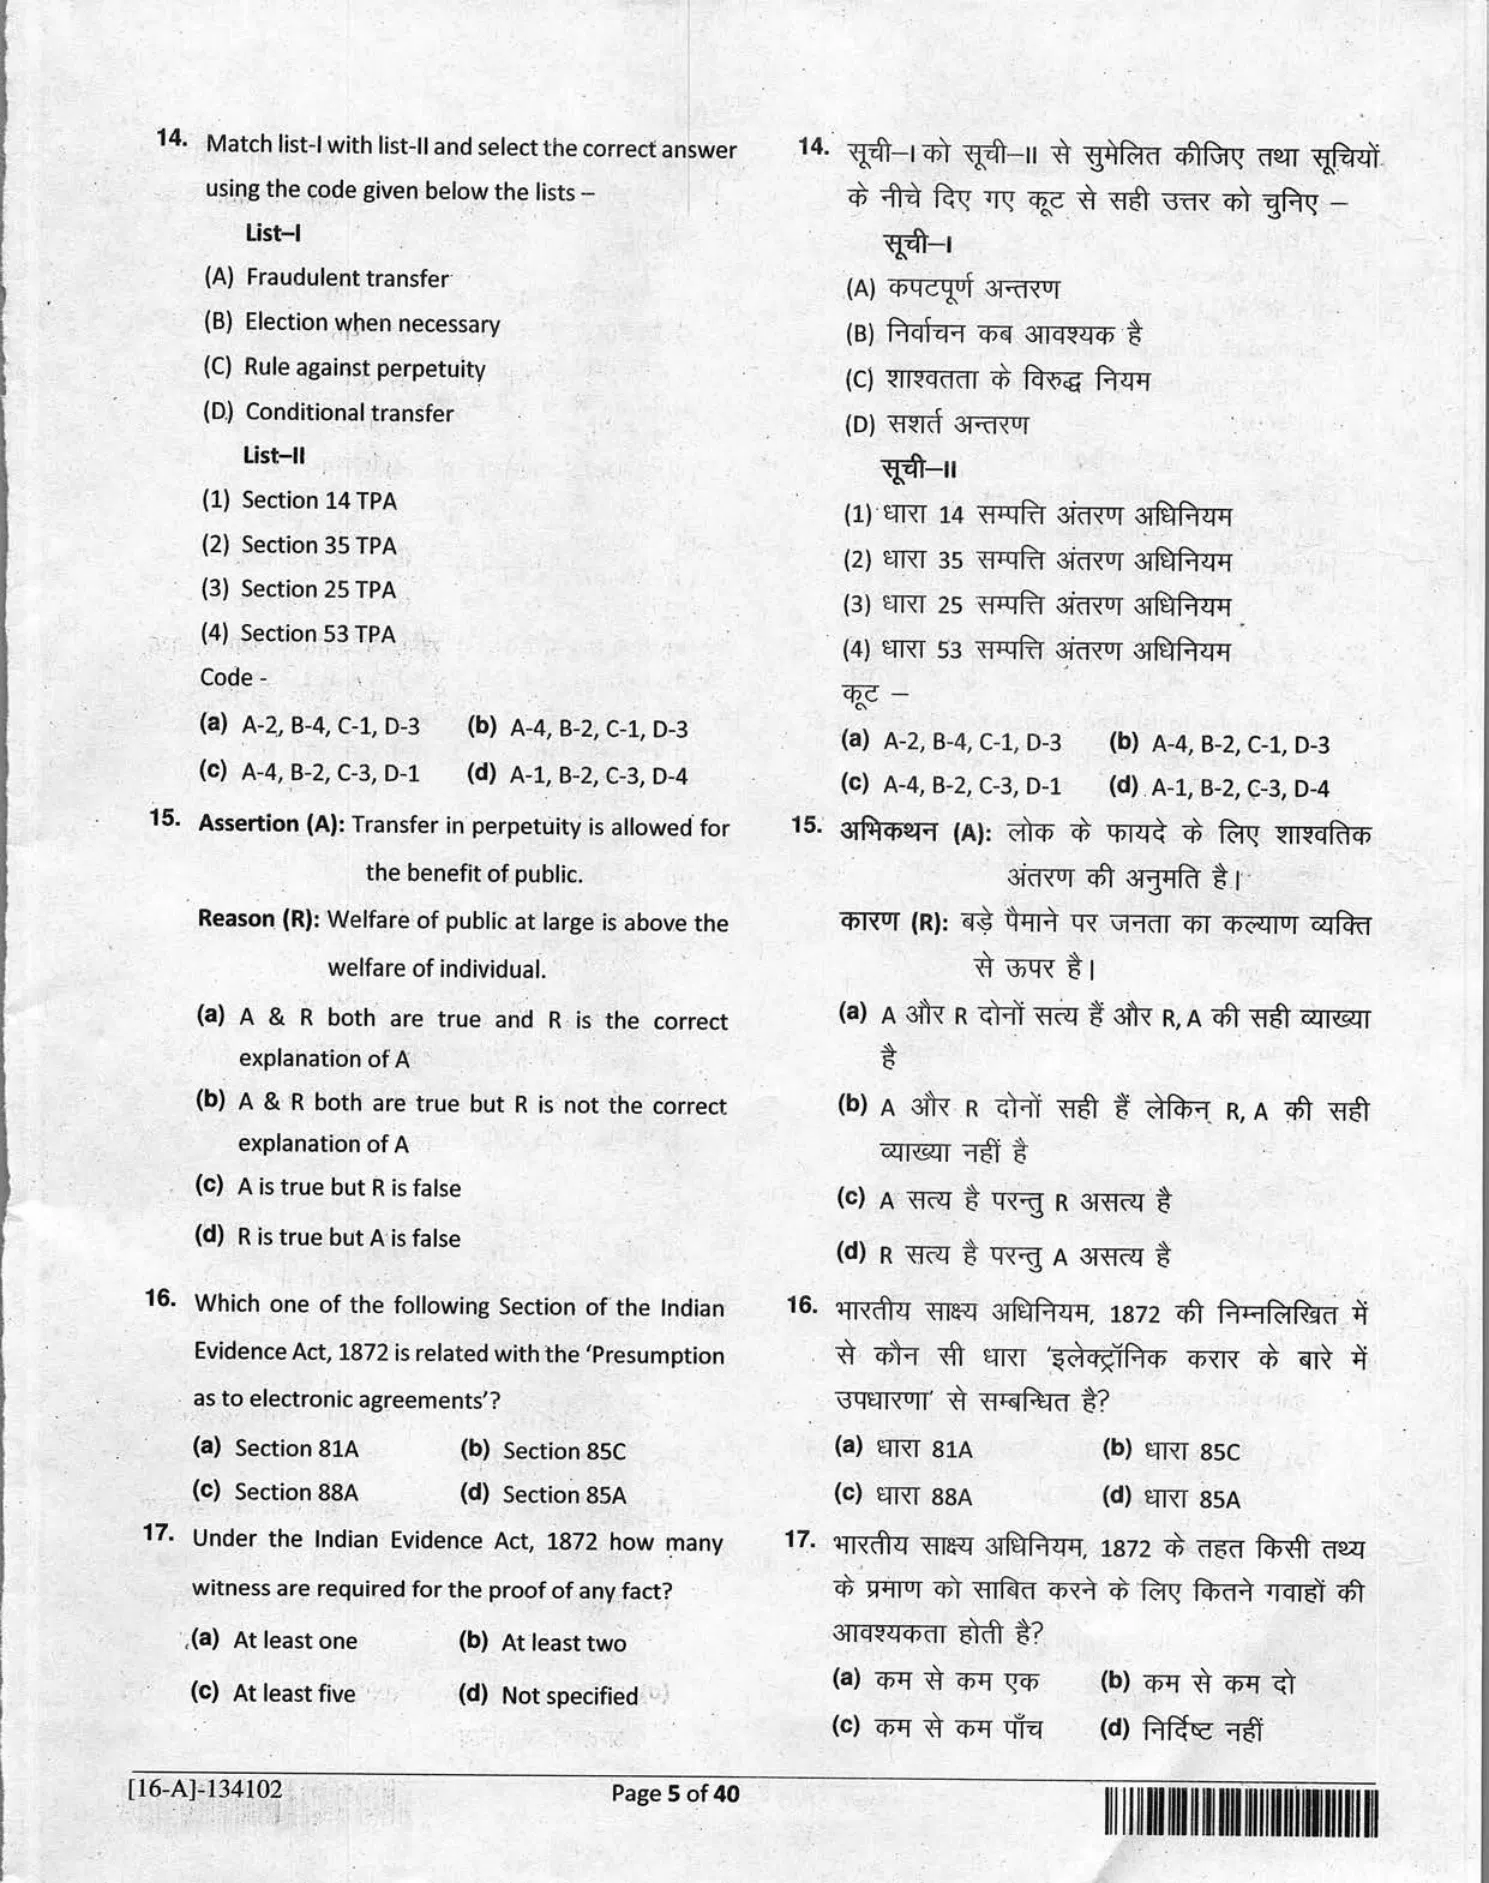 14. Match list-I with list-II and select the correct answer
using the code given below the lists –
List–I
(A) Fraudulent transfer
(B) Election when necessary
(C) Rule against perpetuity
(D) Conditional transfer
List–II
(1) Section 14 TPA
(2) Section 35 TPA
(3) Section 25 TPA
(4) Section 53 TPA
Code -
(a) A-2, B-4, C-1, D-3 (b) A-4, B-2, C-1, D-3
(c) A-4, B-2, C-3, D-1 (d) A-1, B-2, C-3, D-4
15. Assertion (A): Transfer in perpetuity is allowed for
the benefit of public.
Reason (R): Welfare of public at large is above the
welfare of individual.
(a) A & R both are true and R is the correct
explanation of A
(b) A & R both are true but R is not the correct
explanation of A
(c) A is true but R is false
(d) R is true but A is false
16. Which one of the following Section of the Indian
Evidence Act, 1872 is related with the ‘Presumption
as to electronic agreements’?
(a) Section 81A (b) Section 85C
(c) Section 88A (d) Section 85A
17. Under the Indian Evidence Act, 1872 how many
witness are required for the proof of any fact?
(a) At least one (b) At least two
(c) At least five (d) Not specified
14. सूची–I को सूची–II से सुमेलित कीजिए तथा सूचियों
के नीचे दिए गए कूट से सही उत्तर को चुनिए –
सूची–I
(A) कपटपूर्ण अन्तरण
(B) निर्वाचन कब आवश्यक है
(C) शाश्वतता के विरुद्ध नियम
(D) सशर्त अन्तरण
सूची–II
(1) धारा 14 सम्पत्ति अंतरण अधिनियम
(2) धारा 35 सम्पत्ति अंतरण अधिनियम
(3) धारा 25 सम्पत्ति अंतरण अधिनियम
(4) धारा 53 सम्पत्ति अंतरण अधिनियम
कूट –
(a) A-2, B-4, C-1, D-3 (b) A-4, B-2, C-1, D-3
(c) A-4, B-2, C-3, D-1 (d) A-1, B-2, C-3, D-4
15. अभिकथन (A): लोक के फायदे के लिए शाश्वतिक
अंतरण की अनुमति है।
कारण (R): बड़े पैमाने पर जनता का कल्याण व्यक्ति
से ऊपर है।
(a) A और R दोनों सत्य हैं और R, A की सही व्याख्या
है
(b) A और R दोनों सही हैं लेकिन R, A की सही
व्याख्या नहीं है
(c) A सत्य है परन्तु R असत्य है
(d) R सत्य है परन्तु A असत्य है
16. भारतीय साक्ष्य अधिनियम, 1872 की निम्नलिखित में
से कौन सी धारा ‘इलेक्ट्रॉनिक करार के बारे में
उपधारणा’ से सम्बन्धित है?
(a) धारा 81A (b) धारा 85C
(c) धारा 88A (d) धारा 85A
17. भारतीय साक्ष्य अधिनियम, 1872 के तहत किसी तथ्य
के प्रमाण को साबित करने के लिए कितने गवाहों की
आवश्यकता होती है?
(a) कम से कम एक (b) कम से कम दो
(c) कम से कम पाँच (d) निर्दिष्ट नहीं
[16-A]-134102 Page 5 of 40